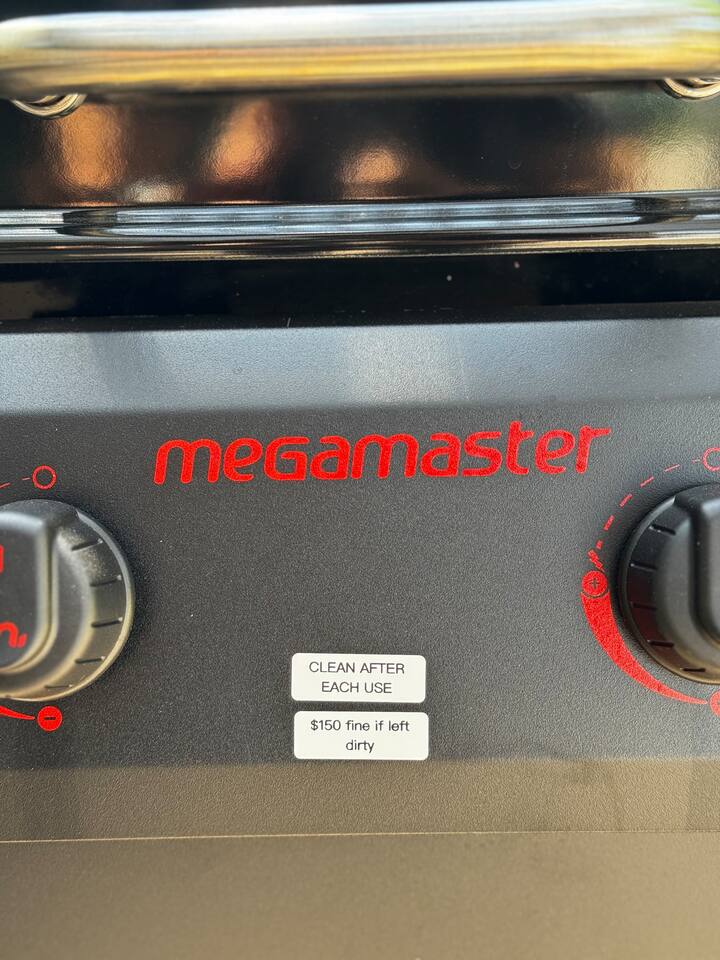 megamaster
CLEAN AFTER
EACH USE
$150 fine if left
dirty